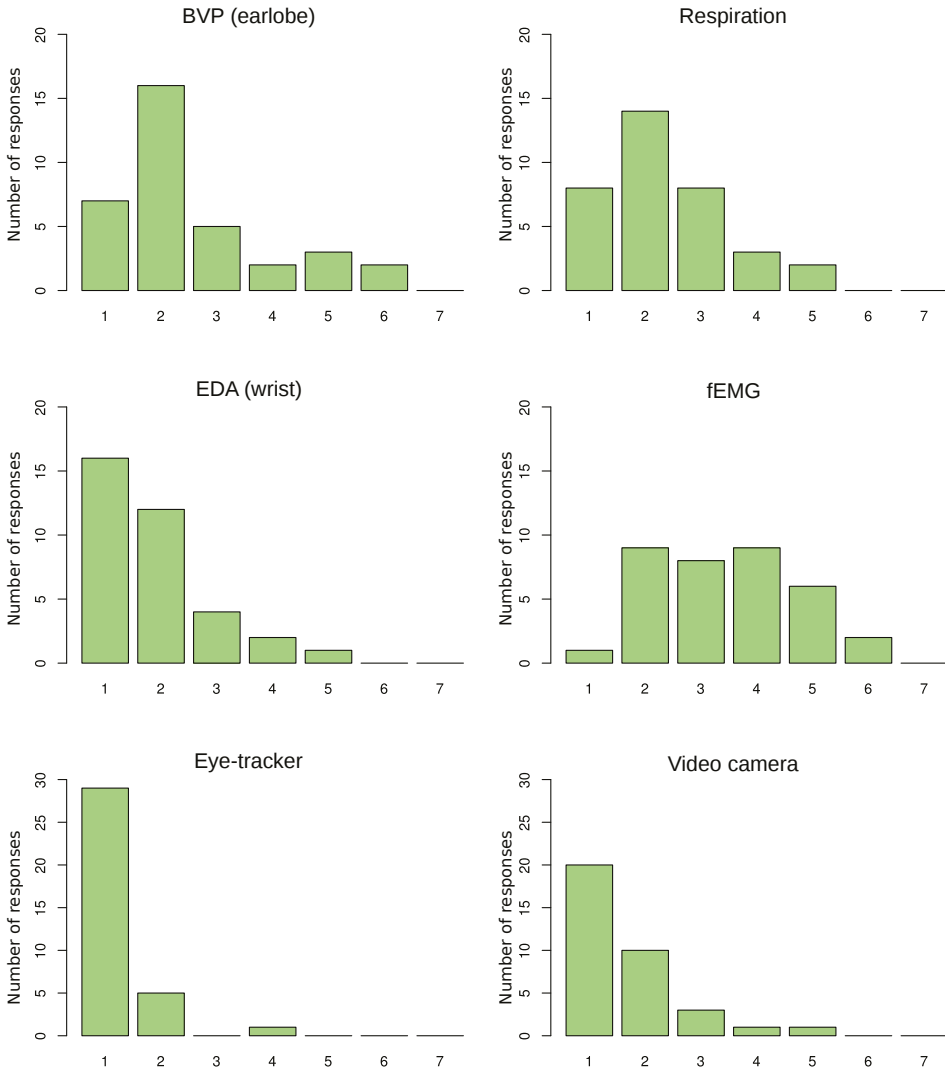 BVP (earlobe)
Number of responses
0 5 10 15 20
1 2 3 4 5 6 7
Respiration
Number of responses
0 5 10 15 20
1 2 3 4 5 6 7
EDA (wrist)
Number of responses
0 5 10 15 20
1 2 3 4 5 6 7
fEMG
Number of responses
0 5 10 15 20
1 2 3 4 5 6 7
Eye-tracker
Number of responses
0 5 10 15 20 25 30
1 2 3 4 5 6 7
Video camera
Number of responses
0 5 10 15 20 25 30
1 2 3 4 5 6 7